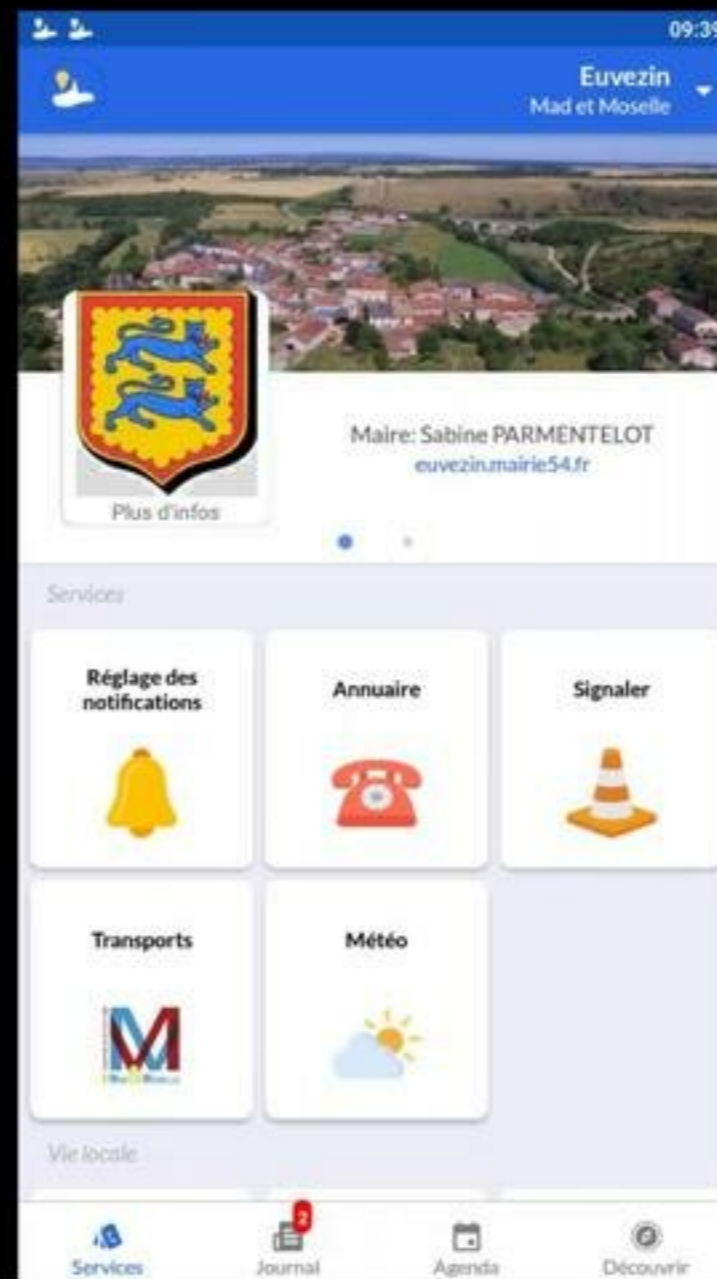 09:39
Euvezin
Mad et Moselle
Maire: Sabine PARMENTELOT
euvezin.mairie54.fr
Plus d'infos
Services
Réglage des
notifications
Annuaire
Signaler
Transports
Météo
M
Vie locale
2
Services
Journal
Agenda
Découvrir